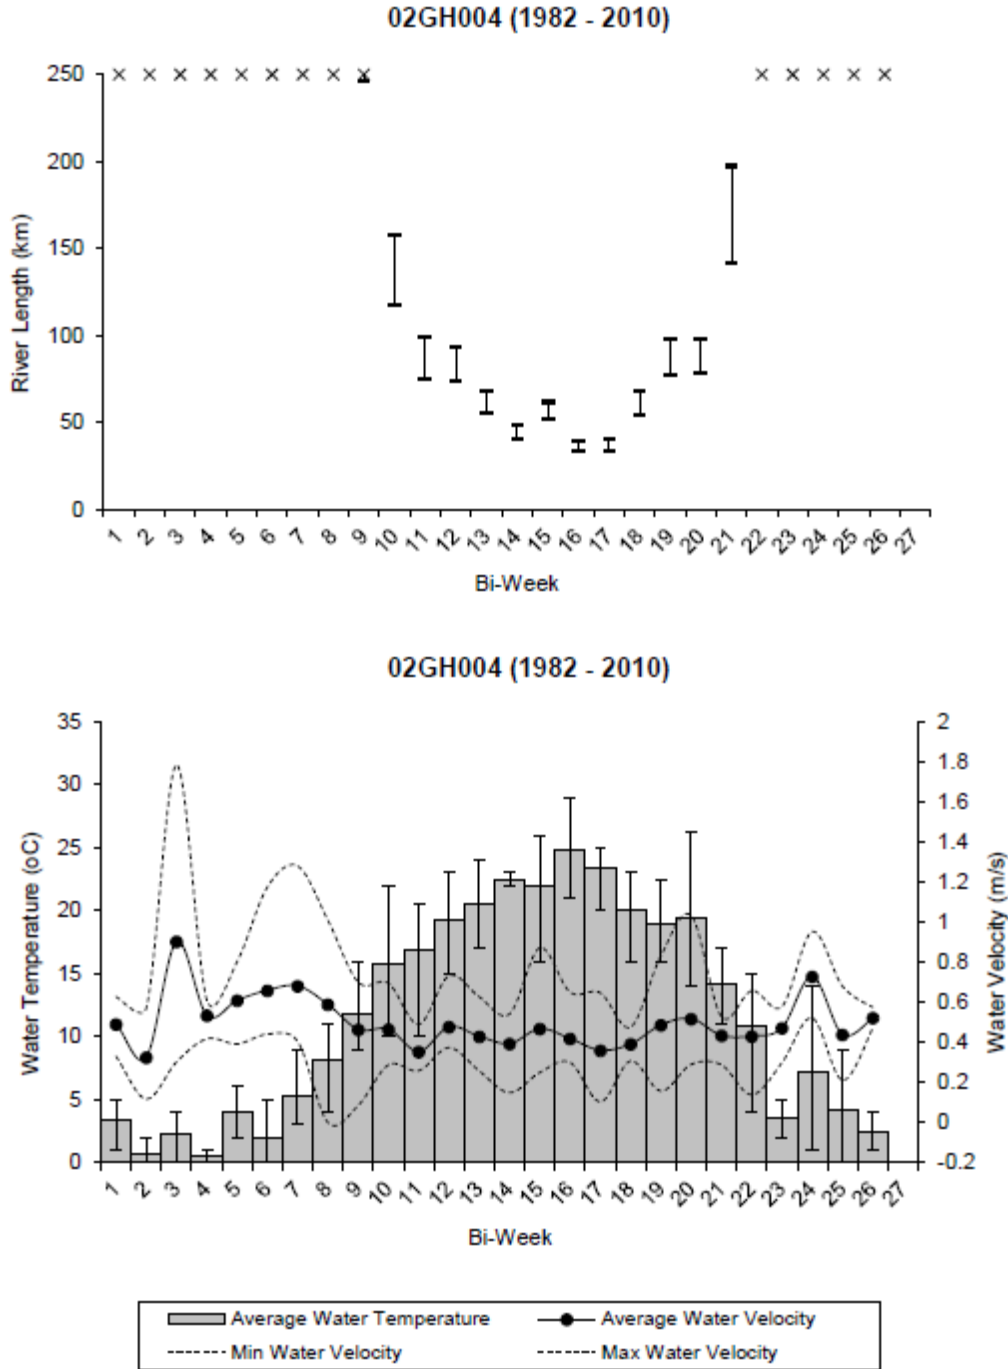 02GH004 (1982 - 2010)
250
200
150
100
50
0
River Length (km)
1 2 3 4 5 6 7 8 9 10 11 12 13 14 15 16 17 18 19 20 21 22 23 24 25 26 27
Bi-Week
02GH004 (1982 - 2010)
35
30
25
20
15
10
5
0
Water Temperature (oC)
2
1.8
1.6
1.4
1.2
1
0.8
0.6
0.4
0.2
0
-0.2
Water Velocity (m/s)
1 2 3 4 5 6 7 8 9 10 11 12 13 14 15 16 17 18 19 20 21 22 23 24 25 26 27
Bi-Week
Average Water Temperature Average Water Velocity
Min Water Velocity Max Water Velocity